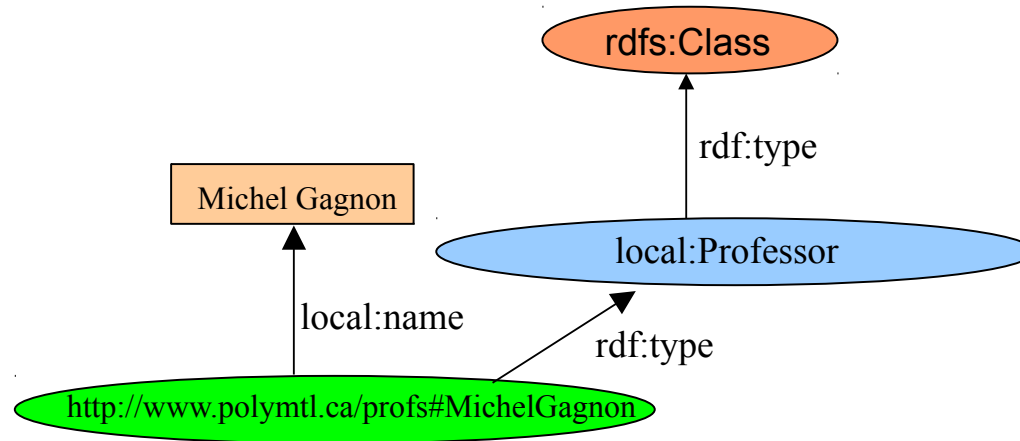 rdfs:Class
rdf:type
Michel Gagnon
local:Professor
local:name
rdf:type
http://www.polymtl.ca/profs#MichelGagnon